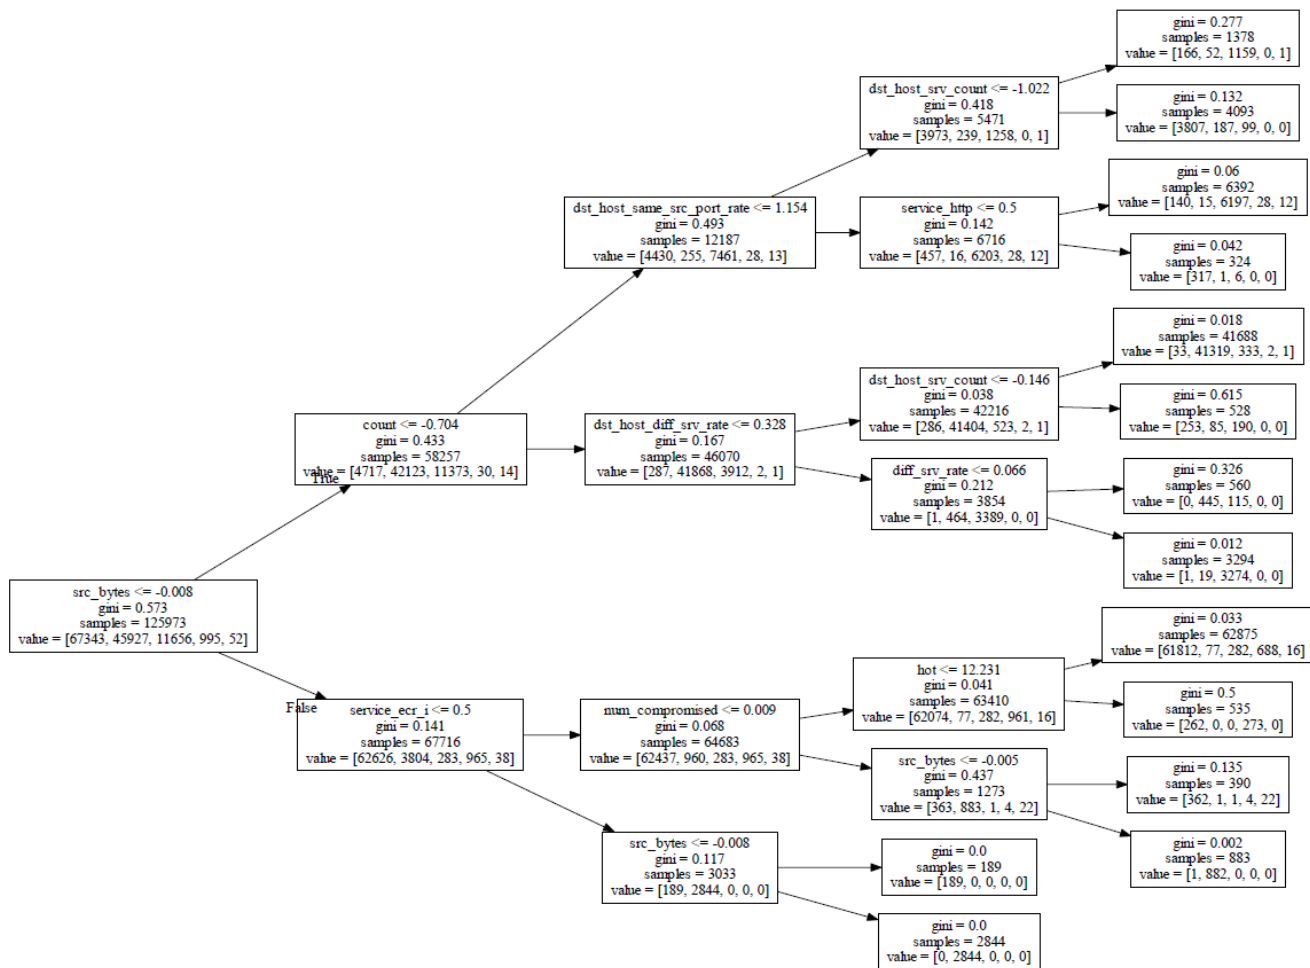 gini = 0.277
samples = 1378
value = [166, 52, 1159, 0, 1]
dst_host_srv_count <= -1.022
gini = 0.418
samples = 5471
value = [3973, 239, 1258, 0, 1]
gini = 0.132
samples = 4093
value = [3807, 187, 99, 0, 0]
gini = 0.06
samples = 6392
value = [140, 15, 6197, 28, 12]
dst_host_same_src_port_rate <= 1.154
gini = 0.493
samples = 12187
value = [4430, 255, 7461, 28, 13]
service_http <= 0.5
gini = 0.142
samples = 6716
value = [457, 16, 6203, 28, 12]
gini = 0.042
samples = 324
value = [317, 1, 6, 0, 0]
gini = 0.018
samples = 41688
value = [33, 41319, 333, 2, 1]
dst_host_srv_count <= -0.146
gini = 0.038
samples = 42216
value = [286, 41404, 523, 2, 1]
gini = 0.615
samples = 528
value = [253, 85, 190, 0, 0]
count <= -0.704
gini = 0.433
samples = 58257
value = [4717, 42123, 11373, 30, 14]
True
dst_host_diff_srv_rate <= 0.328
gini = 0.167
samples = 46070
value = [287, 41868, 3912, 2, 1]
diff_srv_rate <= 0.066
gini = 0.212
samples = 3854
value = [1, 464, 3389, 0, 0]
gini = 0.326
samples = 560
value = [0, 445, 115, 0, 0]
gini = 0.012
samples = 3294
value = [1, 19, 3274, 0, 0]
src_bytes <= -0.008
gini = 0.573
samples = 125973
value = [67343, 45927, 11656, 995, 52]
gini = 0.033
samples = 62875
value = [61812, 77, 282, 688, 16]
hot <= 12.231
gini = 0.041
samples = 63410
value = [62074, 77, 282, 961, 16]
gini = 0.5
samples = 535
value = [262, 0, 0, 273, 0]
False
service_ecr_i <= 0.5
gini = 0.141
samples = 67716
value = [62626, 3804, 283, 965, 38]
num_compromised <= 0.009
gini = 0.068
samples = 64683
value = [62437, 960, 283, 965, 38]
src_bytes <= -0.005
gini = 0.437
samples = 1273
value = [363, 883, 1, 4, 22]
gini = 0.135
samples = 390
value = [362, 1, 1, 4, 22]
gini = 0.002
samples = 883
value = [1, 882, 0, 0, 0]
src_bytes <= -0.008
gini = 0.117
samples = 3033
value = [189, 2844, 0, 0, 0]
gini = 0.0
samples = 189
value = [189, 0, 0, 0, 0]
gini = 0.0
samples = 2844
value = [0, 2844, 0, 0, 0]